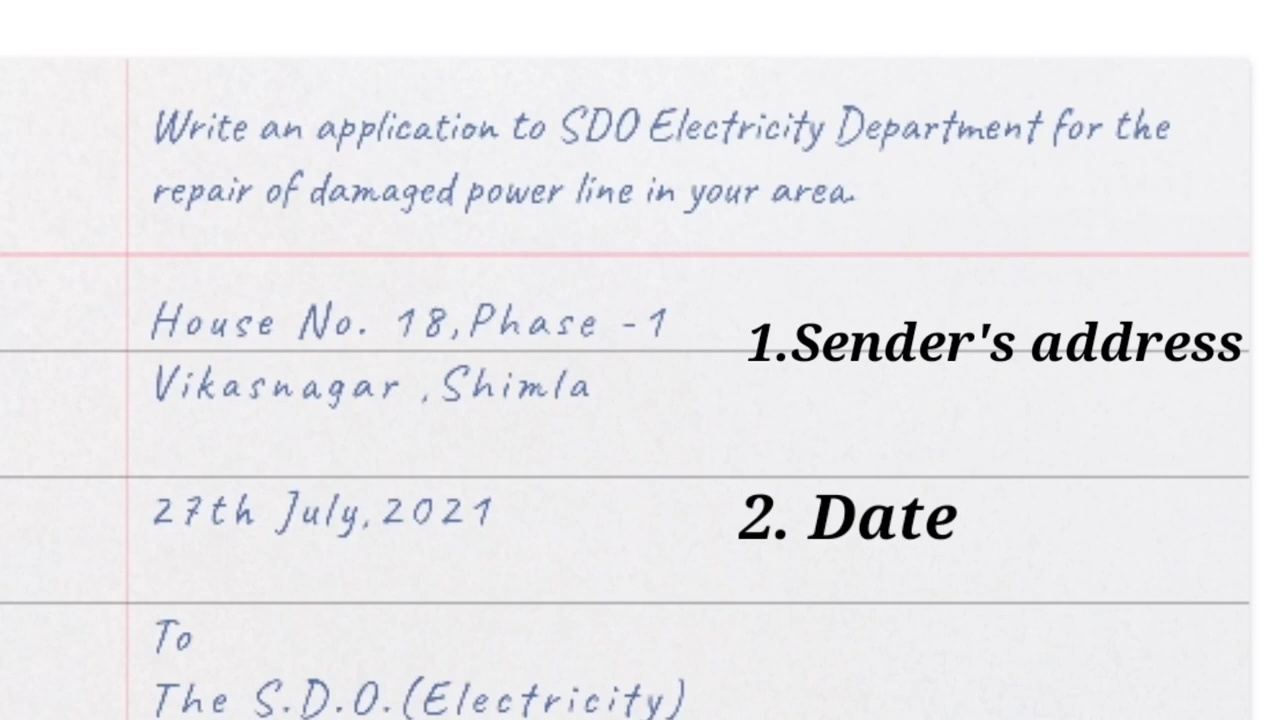 Write an application to SDO Electricity Department for the
repair of damaged power line in your area.
House No. 18,Phase -1
1.Sender's address
Vikasnagar ,Shimla
27th July,2021
2. Date
To
The S.D.O.(Electricity)